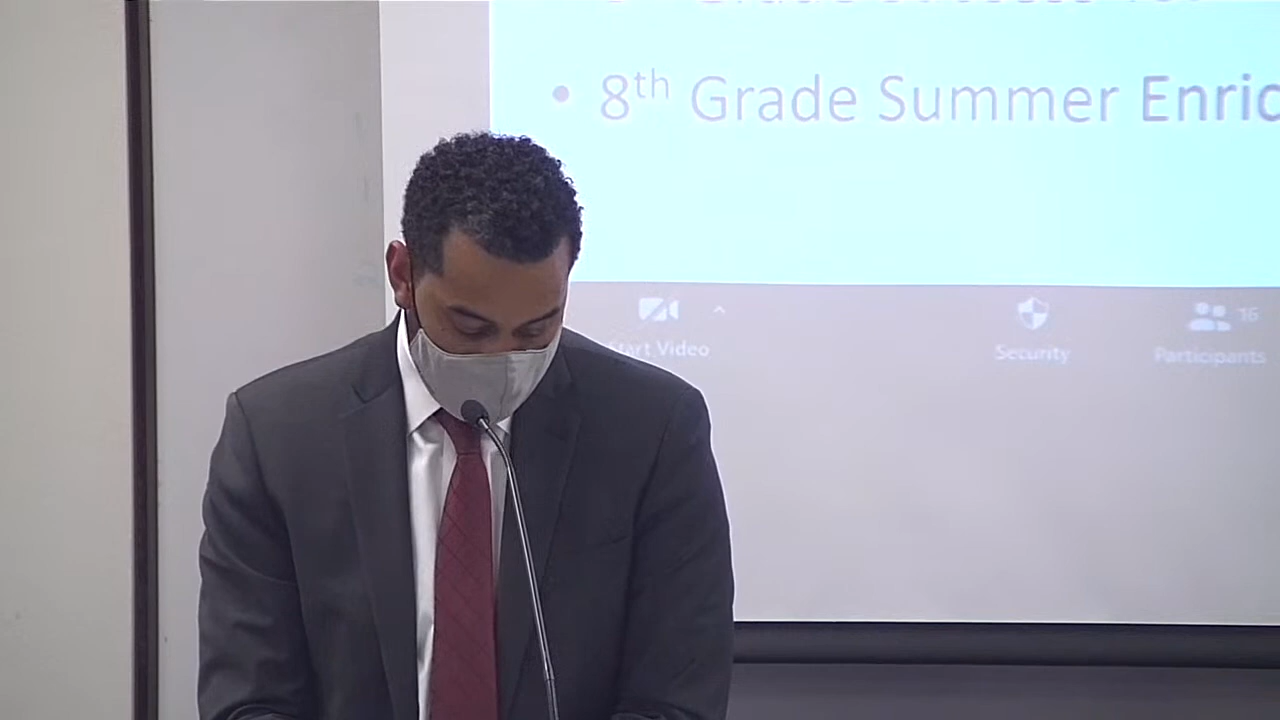 • 8th Grade Summer Enric
Start Video
Security
16
Participants